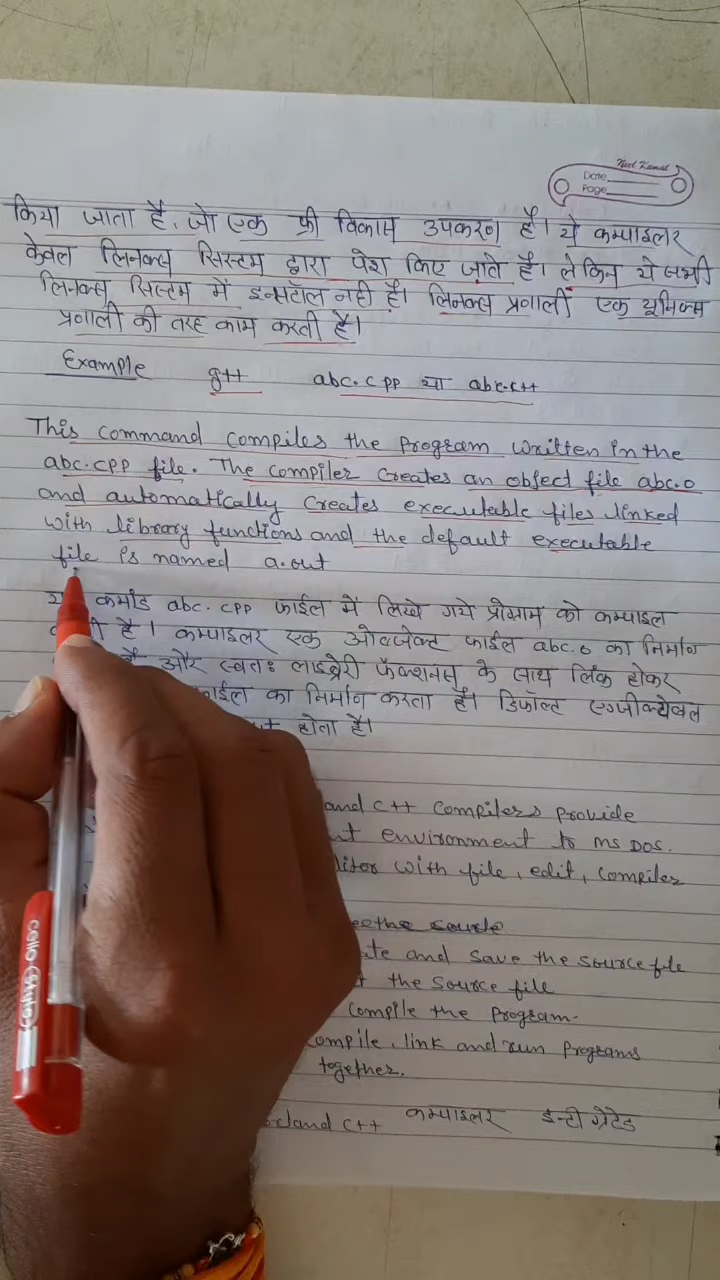 Neel Kamal
Date
Page
किया जाता है, जो एक फ्री विकास उपकरण है। ये कम्पाइलर
केवल लिनक्स सिस्टम द्वारा पेश किए जाते है। लेकिन ये सभी
लिनक्स सिस्टम में इन्सटॉल नही है। लिनक्स प्रणाली एक यूनिक्स
प्रणाली की तरह काम करती है।
Example g++ abc.cpp या abc.c++
This command compiles the program written in the
abc.cpp file. The compiler creates an object file abc.o
and automatically creates executable files linked
with library functions and the default executable
file is named a.out
कमांड abc.cpp फाईल में लिखे गये प्रोग्राम को कम्पाइल
है। कम्पाइलर एक ओब्जेक्ट फाईल abc.o का निर्माण
और स्वतः लाइब्रेरी फंक्शनस के साथ लिंक होकर
फाईल का निर्माण करता है। डिफॉल्ट एग्जीक्यूटेबल
होता है।
and c++ compilers provide
environment to MS DOS.
with file, edit, compiler
the source
and save the source file
the source file
compile the program.
compile, link and run programs
together.
c++ कम्पाइलर इन्टीग्रेटेड
cello